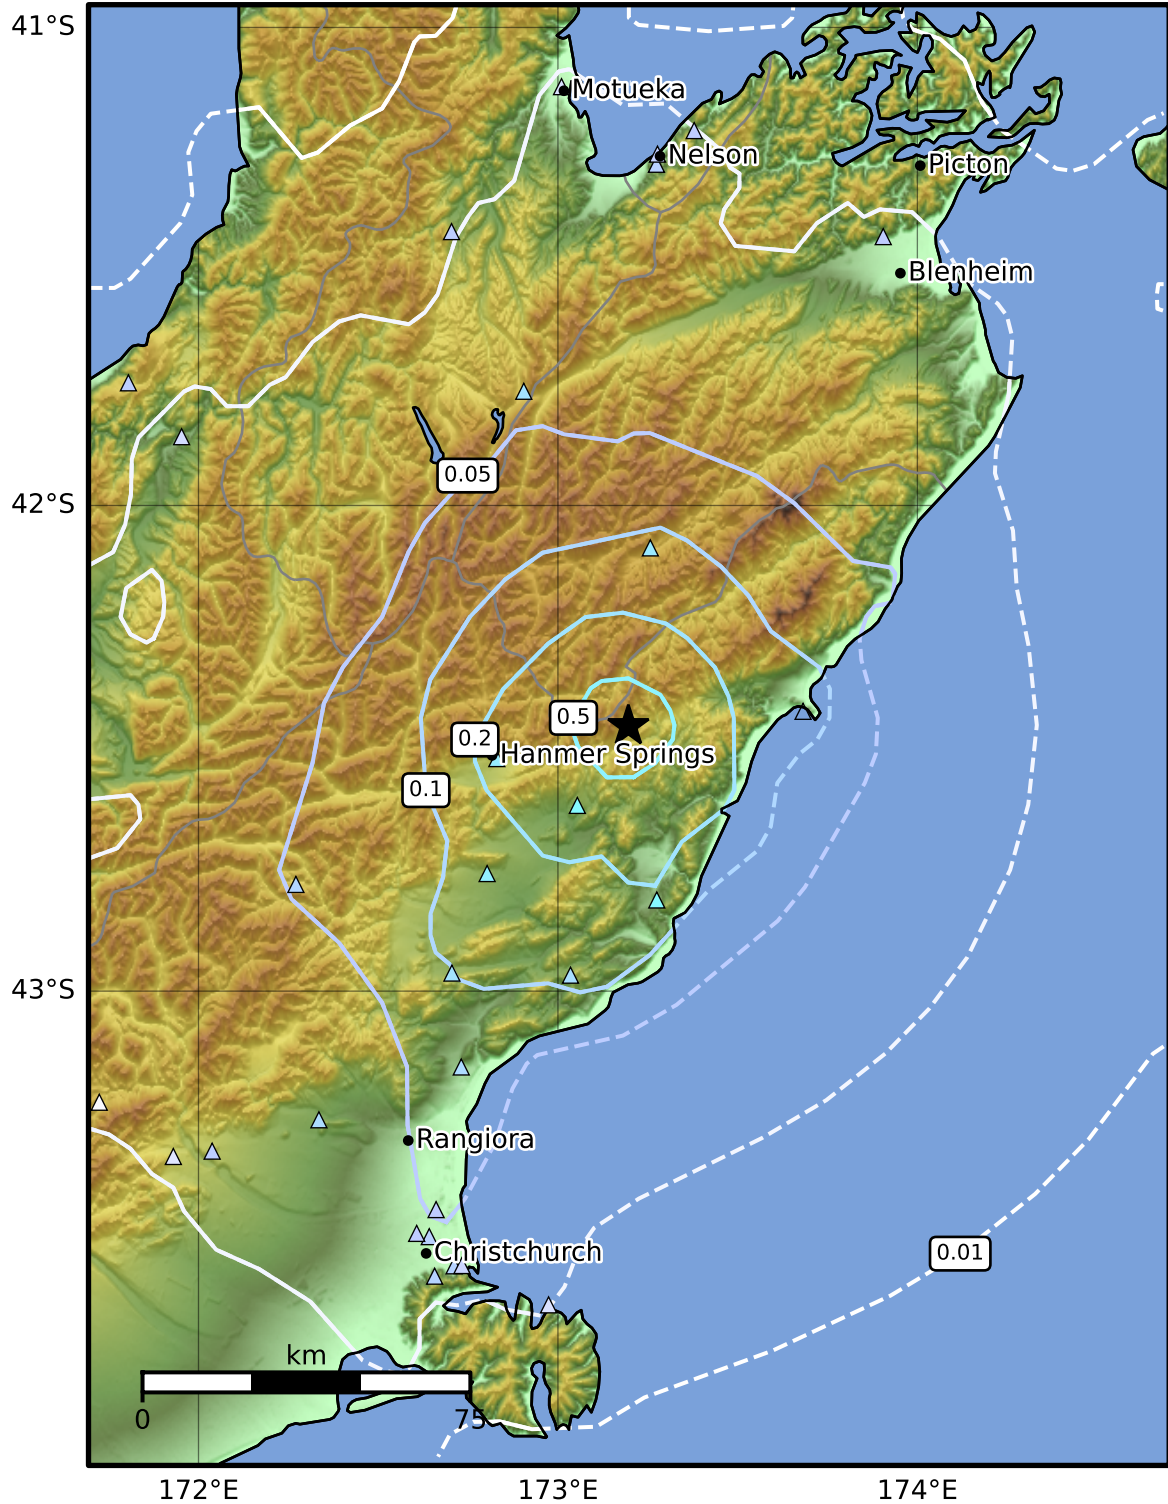 41°S
Motueka
Nelson
Picton
Blenheim
0.05
42°S
0.5
0.2
Hanmer Springs
0.1
43°S
Rangiora
Christchurch
0.01
km
0
75
172°E
173°E
174°E